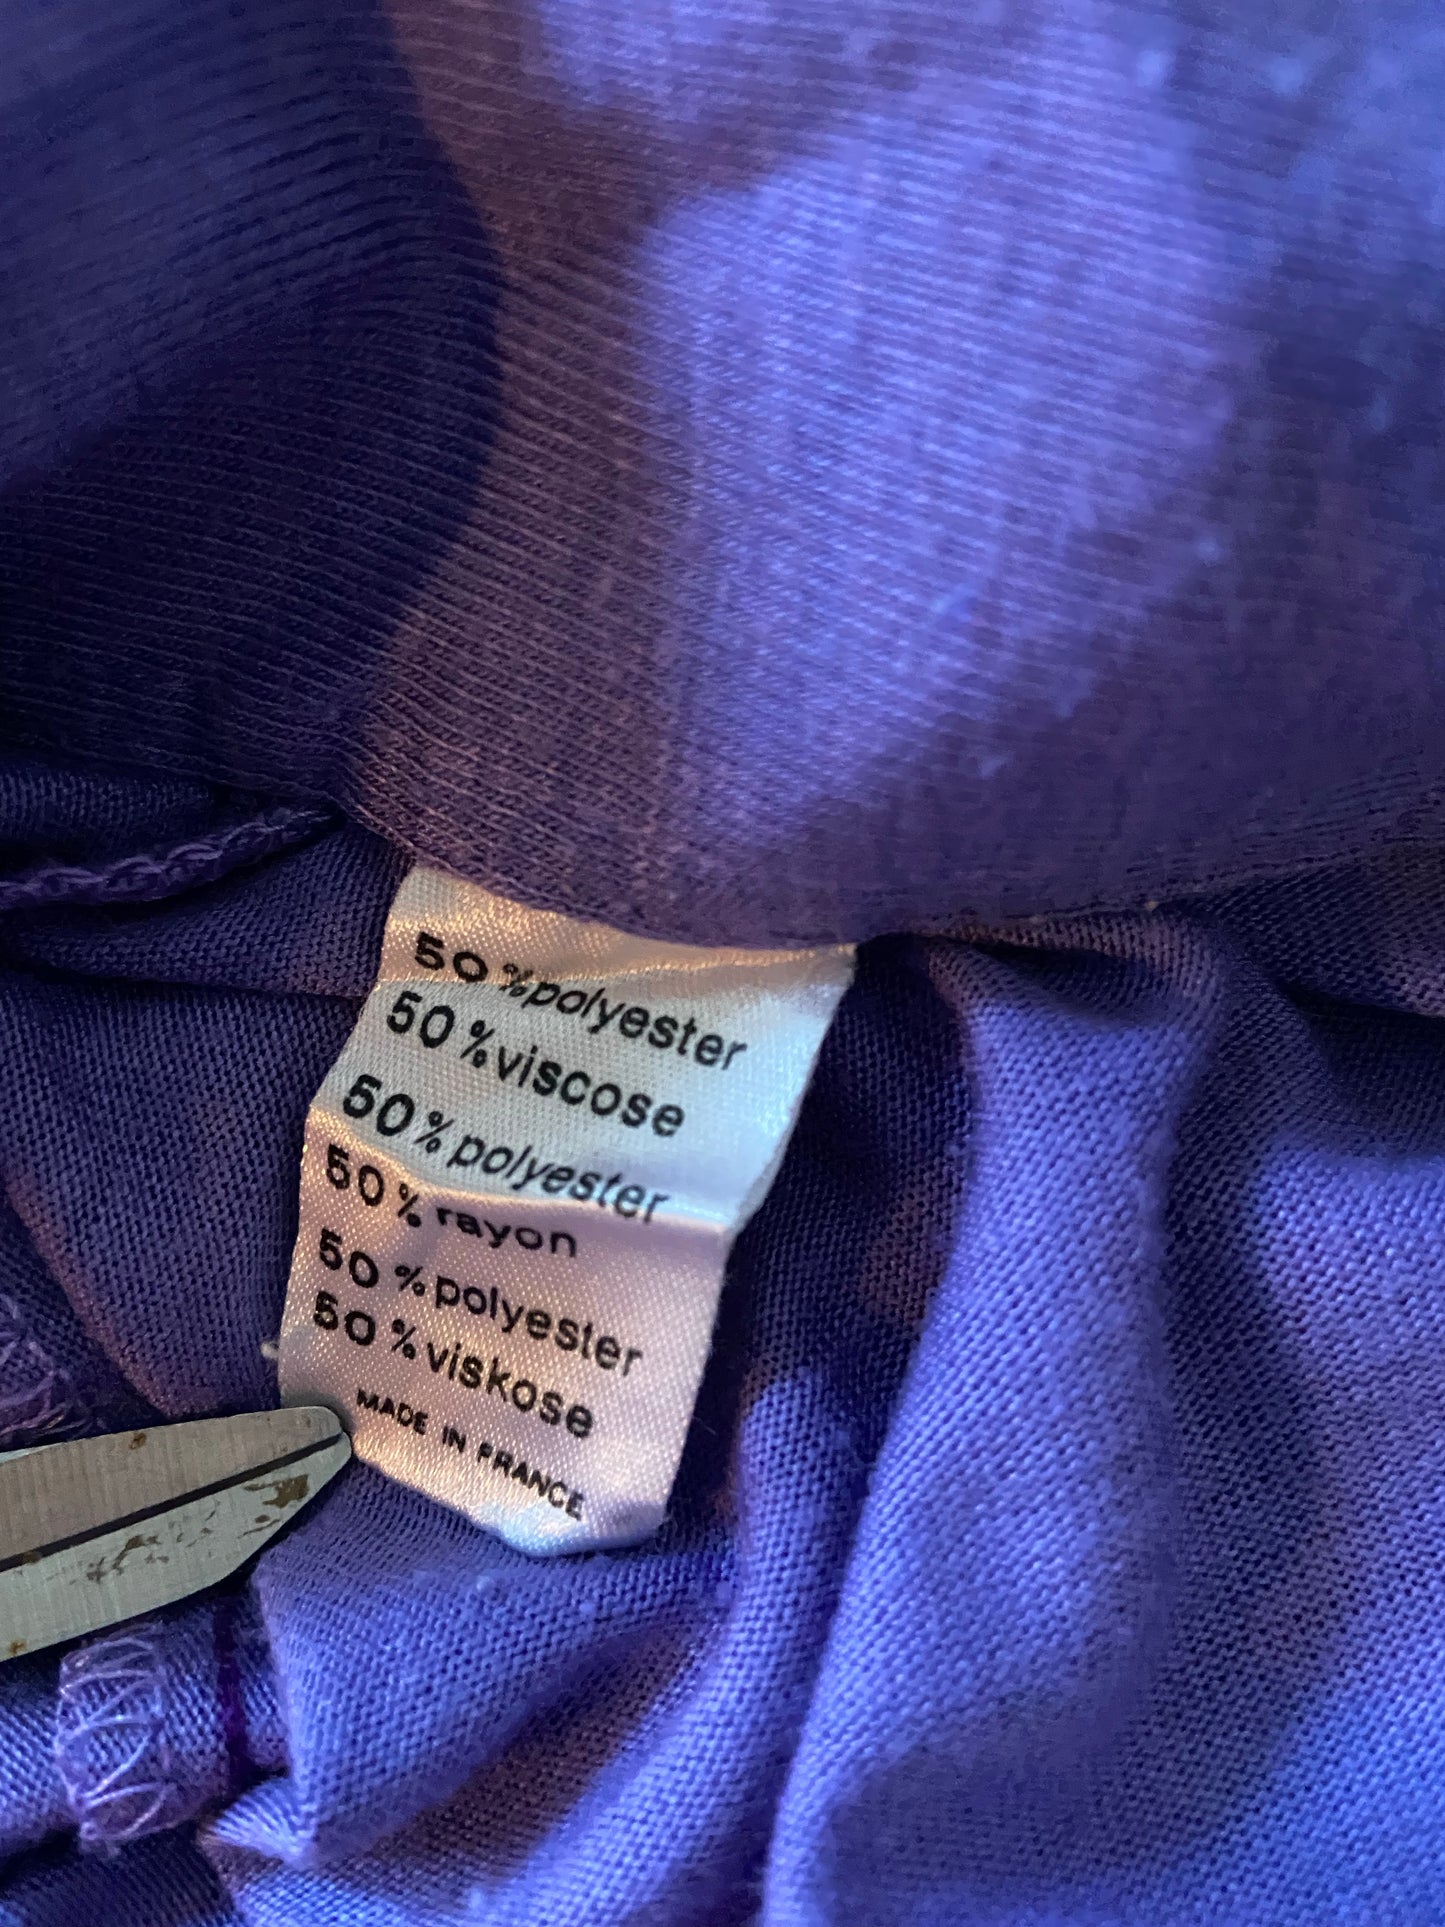 50% polyester
50% viscose
50% polyester
50% rayon
50% polyester
50% viskose
MADE IN FRANCE